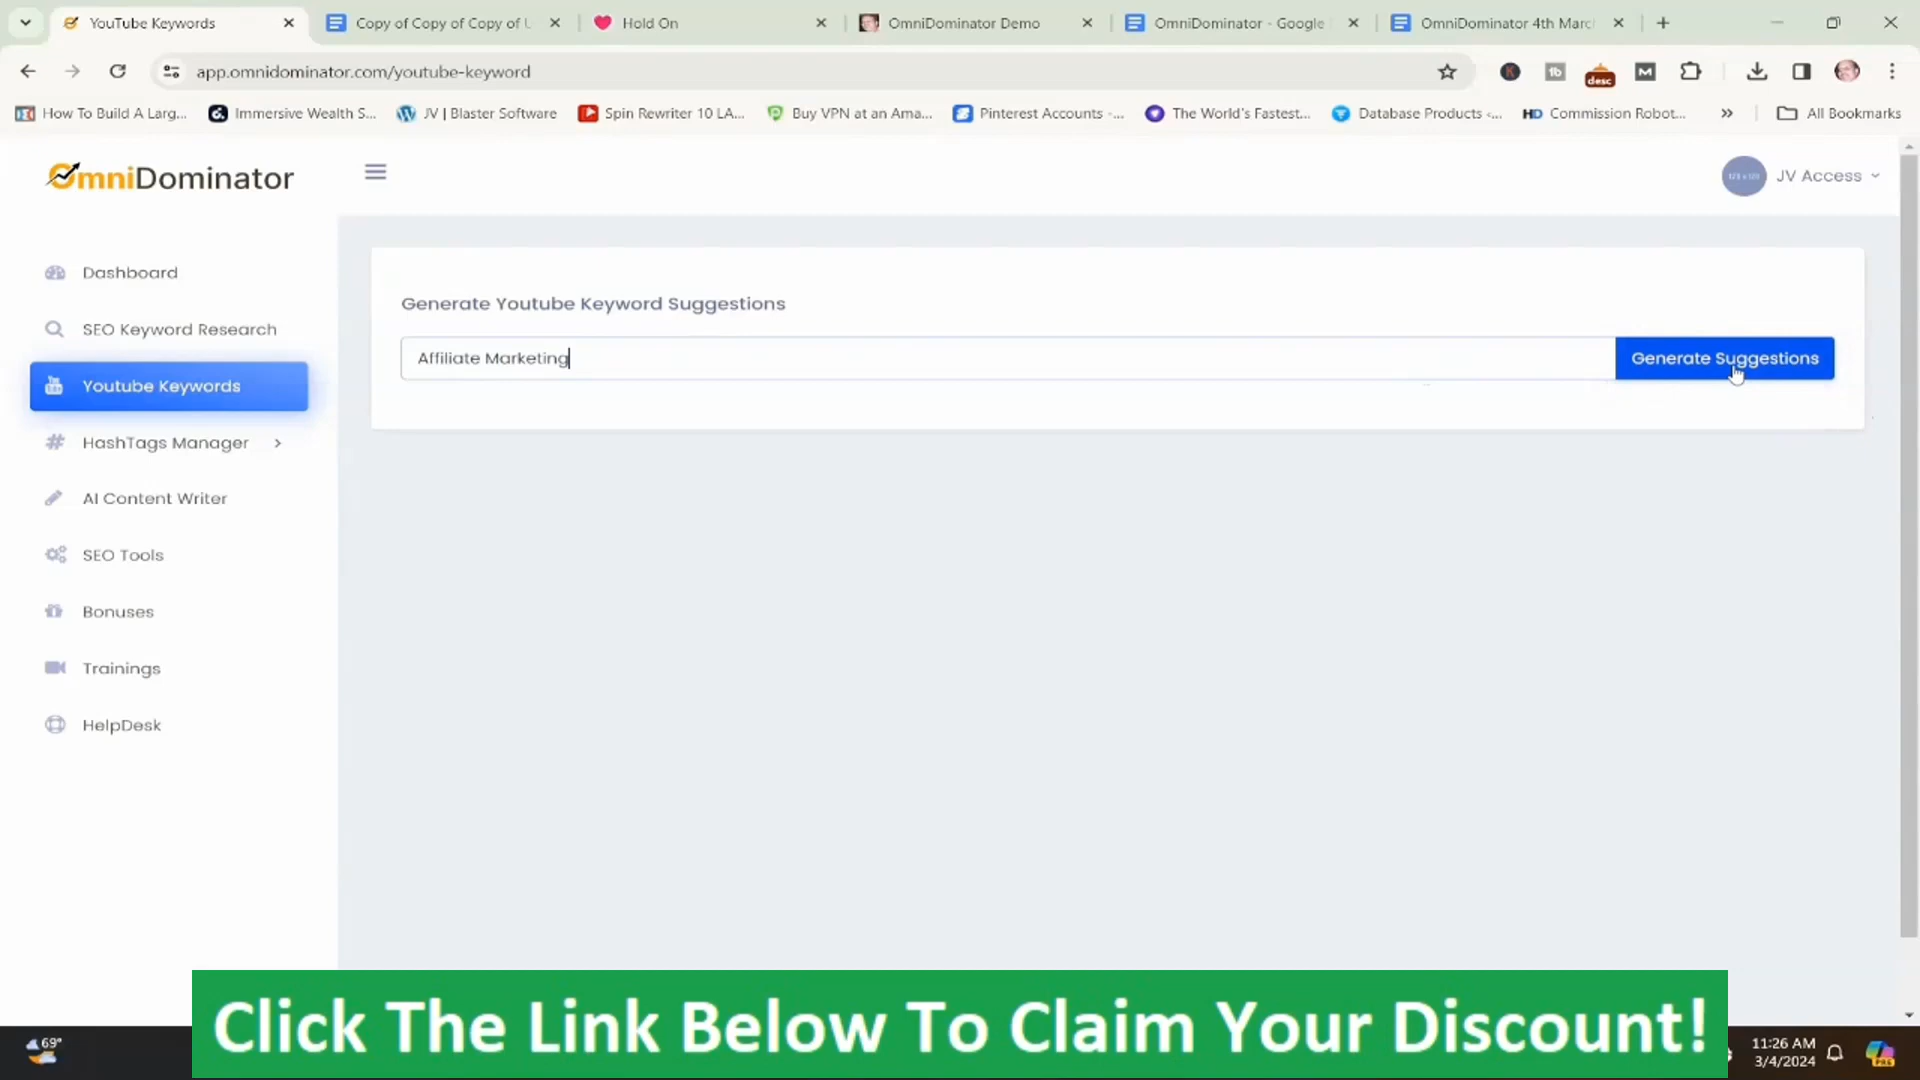 YouTube Keywords
Copy of Copy of Copy of U
Hold On
OmniDominator Demo
OmniDominator - Google
OmniDominator 4th Marc
app.omnidominator.com/youtube-keyword
desc
How To Build A Larg...
Immersive Wealth S...
JV | Blaster Software
Spin Rewriter 10 LA...
Buy VPN at an Ama...
Pinterest Accounts -...
The World's Fastest...
Database Products <...
HD Commission Robot...
All Bookmarks
OmniDominator
JV Access
Dashboard
SEO Keyword Research
Youtube Keywords
HashTags Manager
AI Content Writer
SEO Tools
Bonuses
Trainings
HelpDesk
Generate Youtube Keyword Suggestions
Affiliate Marketing
Generate Suggestions
Click The Link Below To Claim Your Discount!
69°
11:26 AM
3/4/2024